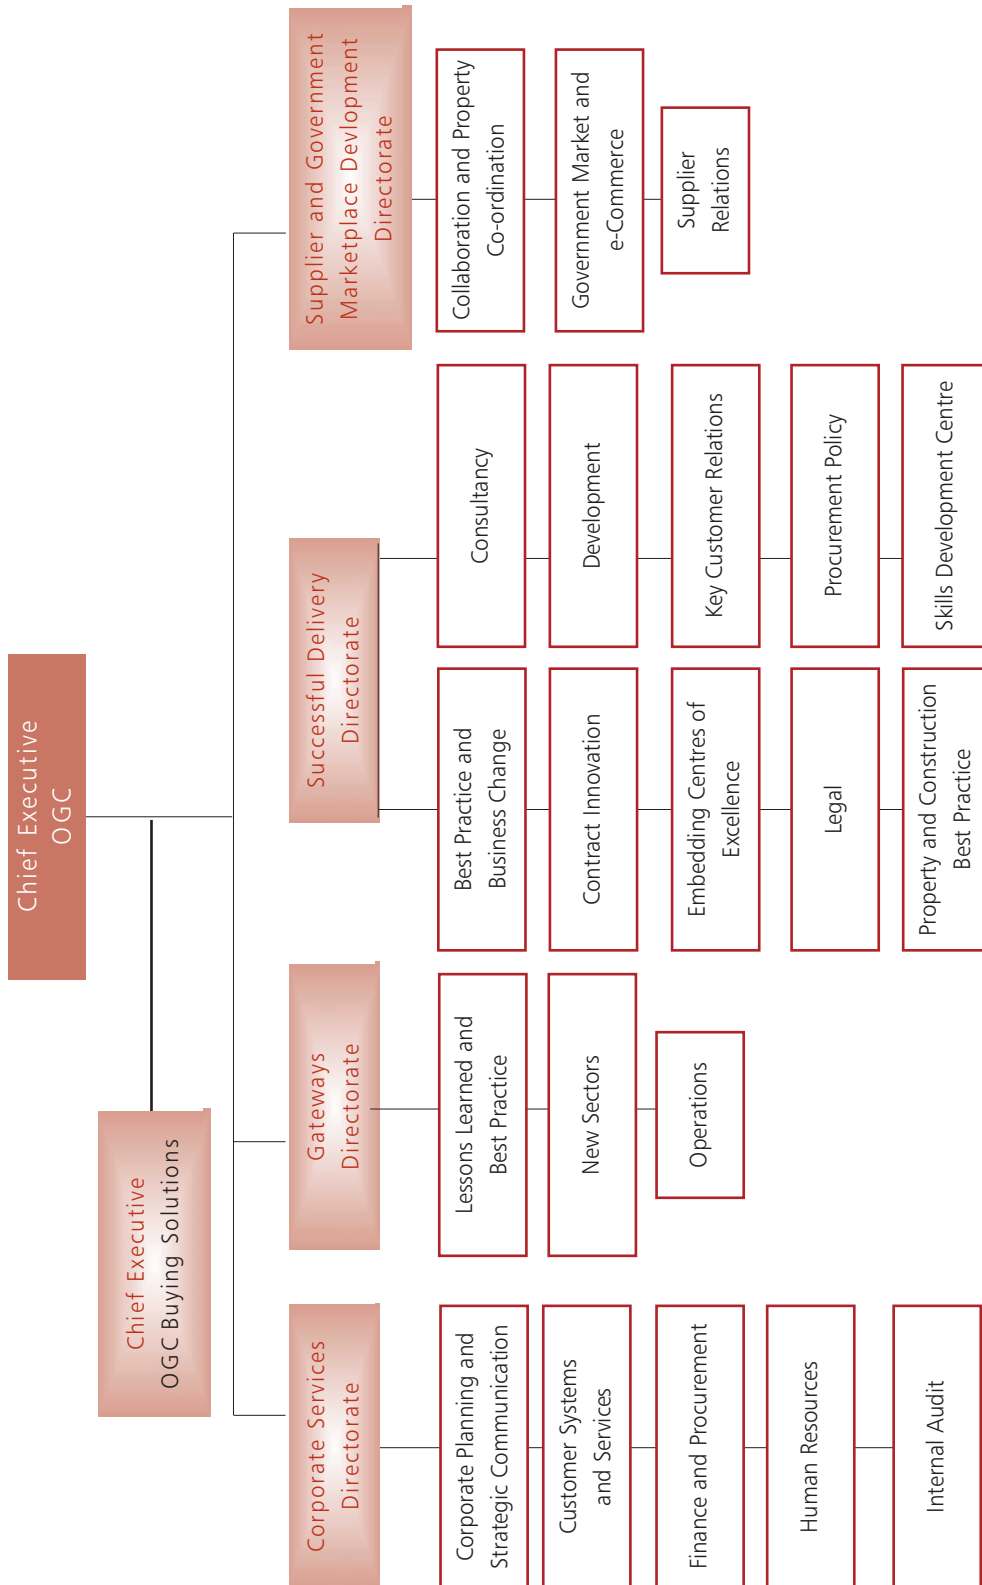 Chief Executive
OGC
Chief Executive
OGC Buying Solutions
Corporate Services
Directorate
Corporate Planning and
Strategic Communication
Customer Systems
and Services
Finance and Procurement
Human Resources
Internal Audit
Gateways
Directorate
Lessons Learned and
Best Practice
New Sectors
Operations
Successful Delivery
Directorate
Best Practice and
Business Change
Contract Innovation
Embedding Centres of
Excellence
Legal
Property and Construction
Best Practice
Consultancy
Development
Key Customer Relations
Procurement Policy
Skills Development Centre
Supplier and Government
Marketplace Devlopment
Directorate
Collaboration and Property
Co-ordination
Government Market and
e-Commerce
Supplier
Relations